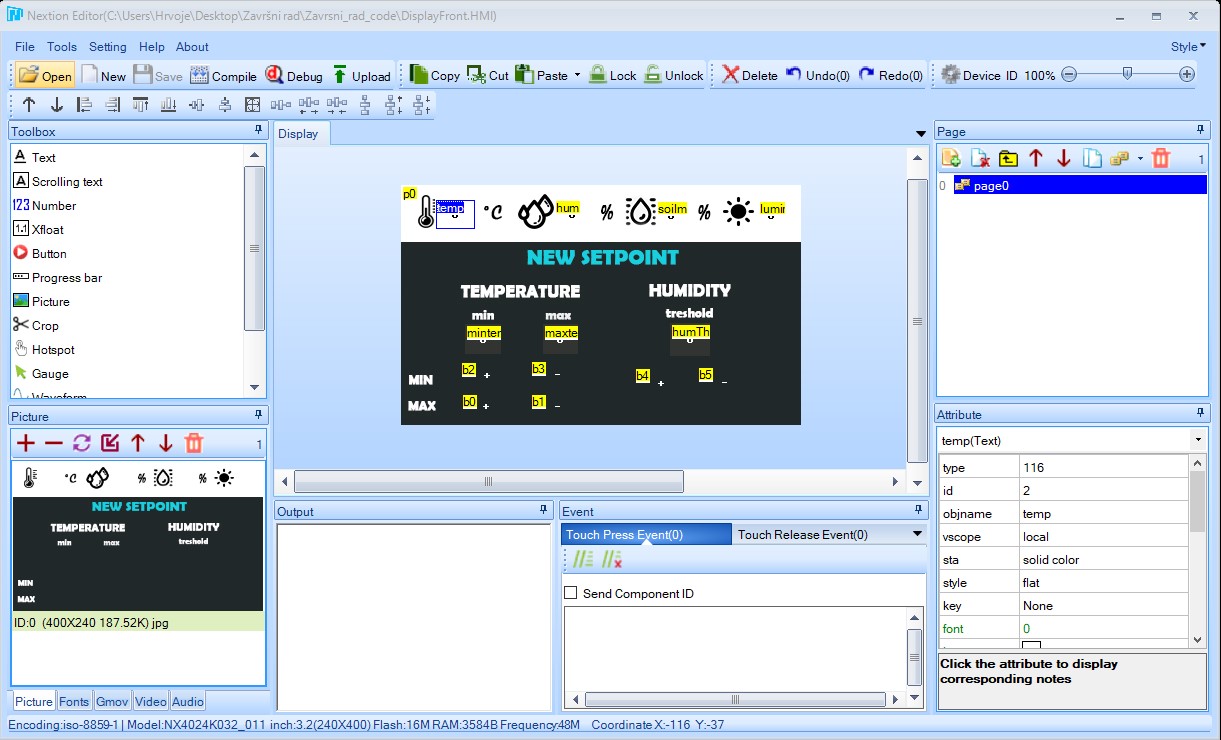 Nextion Editor(C:\Users\Hrvoje\Desktop\Završni rad\Zavrsni_rad_code\DisplayFront.HMI)
File Tools Setting Help About Style
Open New Save Compile Debug Upload Copy Cut Paste Lock Unlock Delete Undo(0) Redo(0) Device ID 100%
Toolbox
A Text
A Scrolling text
123 Number
1.1 Xfloat
Button
Progress bar
Picture
Crop
Hotspot
Gauge
Waveform
Picture
1
°C % %
NEW SETPOINT
TEMPERATURE HUMIDITY
min max treshold
MIN
MAX
ID:0 (400X240 187.52K) jpg
Picture Fonts Gmov Video Audio
Display
p0
temp °C hum % soilm % lumir
NEW SETPOINT
TEMPERATURE HUMIDITY
min max treshold
minter maxte humTh
MIN b2 + b3 - b4 + b5 -
MAX b0 + b1 -
Output
Event
Touch Press Event(0) Touch Release Event(0)
Send Component ID
Page
1
0 page0
Attribute
temp(Text)
type 116
id 2
objname temp
vscope local
sta solid color
style flat
key None
font 0
Click the attribute to display
corresponding notes
Encoding:iso-8859-1 | Model:NX4024K032_011 inch:3.2(240X400) Flash:16M RAM:3584B Frequency:48M Coordinate X:-116 Y:-37